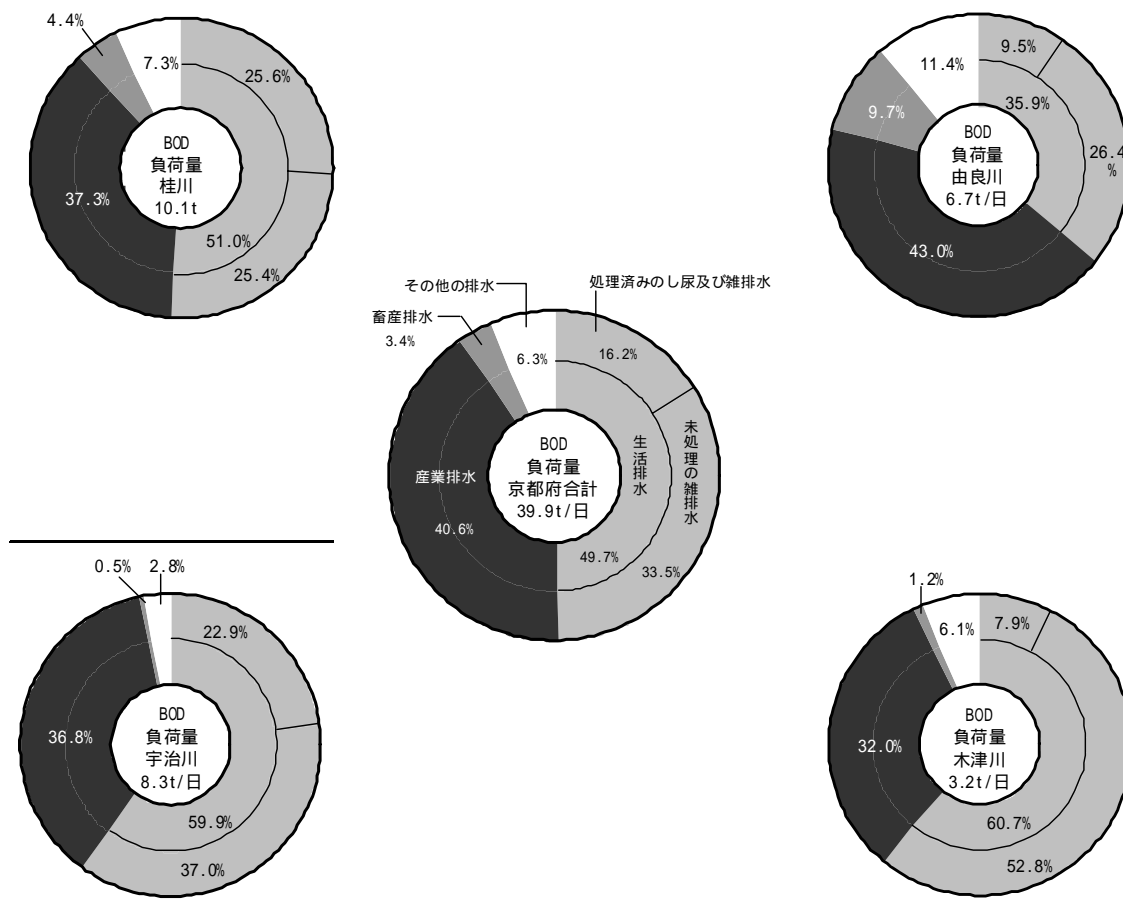 4.4%
7.3%
25.6%
BOD
負荷量
桂川
10.1t
37.3%
51.0%
25.4%
9.5%
11.4%
35.9%
9.7%
BOD
負荷量
由良川
6.7t/日
26.4
%
43.0%
その他の排水
処理済みのし尿及び雑排水
畜産排水
3.4%
6.3%
16.2%
BOD
負荷量
京都府合計
39.9t/日
生活排水
未処理の雑排水
産業排水
40.6%
49.7%
33.5%
0.5%
2.8%
22.9%
BOD
負荷量
宇治川
8.3t/日
36.8%
59.9%
37.0%
1.2%
6.1%
7.9%
BOD
負荷量
木津川
3.2t/日
32.0%
60.7%
52.8%